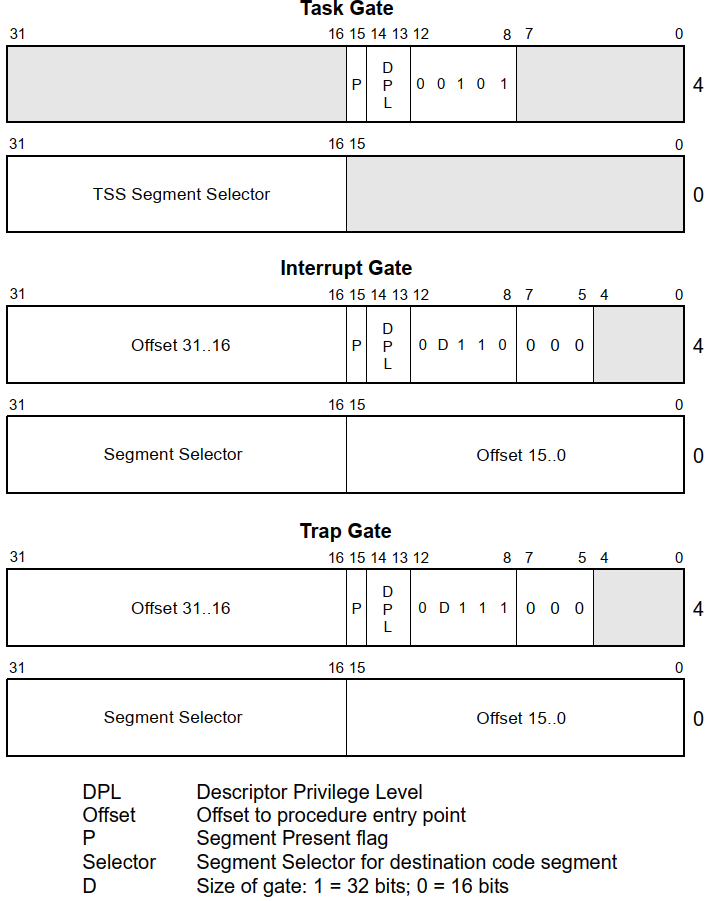 Task Gate
31 16 15 14 13 12 8 7 0
P D P L 0 0 1 0 1 4
31 16 15 0
TSS Segment Selector 0
Interrupt Gate
31 16 15 14 13 12 8 7 5 4 0
Offset 31..16 P D P L 0 D 1 1 0 0 0 0 4
31 16 15 0
Segment Selector Offset 15..0 0
Trap Gate
31 16 15 14 13 12 8 7 5 4 0
Offset 31..16 P D P L 0 D 1 1 1 0 0 0 4
31 16 15 0
Segment Selector Offset 15..0 0
DPL Descriptor Privilege Level
Offset Offset to procedure entry point
P Segment Present flag
Selector Segment Selector for destination code segment
D Size of gate: 1 = 32 bits; 0 = 16 bits